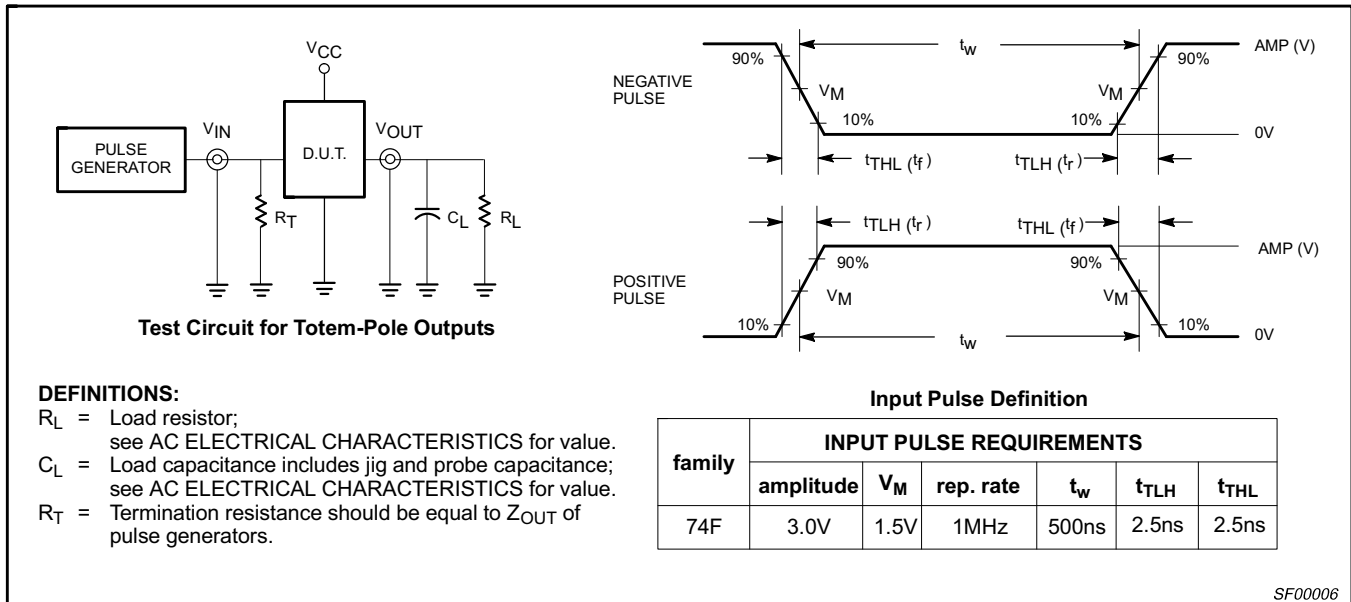 VCC
VIN
VOUT
PULSE
GENERATOR
D.U.T.
RT
CL
RL
Test Circuit for Totem-Pole Outputs
NEGATIVE
PULSE
90%
tw
90%
AMP (V)
VM
VM
10%
10%
0V
tTHL (tf)
tTLH (tr)
tTLH (tr)
tTHL (tf)
AMP (V)
POSITIVE
PULSE
90%
90%
VM
VM
10%
10%
tw
0V
DEFINITIONS:
RL = Load resistor;
see AC ELECTRICAL CHARACTERISTICS for value.
CL = Load capacitance includes jig and probe capacitance;
see AC ELECTRICAL CHARACTERISTICS for value.
RT = Termination resistance should be equal to ZOUT of
pulse generators.
Input Pulse Definition
family
INPUT PULSE REQUIREMENTS
amplitude VM rep. rate tw tTLH tTHL
74F 3.0V 1.5V 1MHz 500ns 2.5ns 2.5ns
SF00006